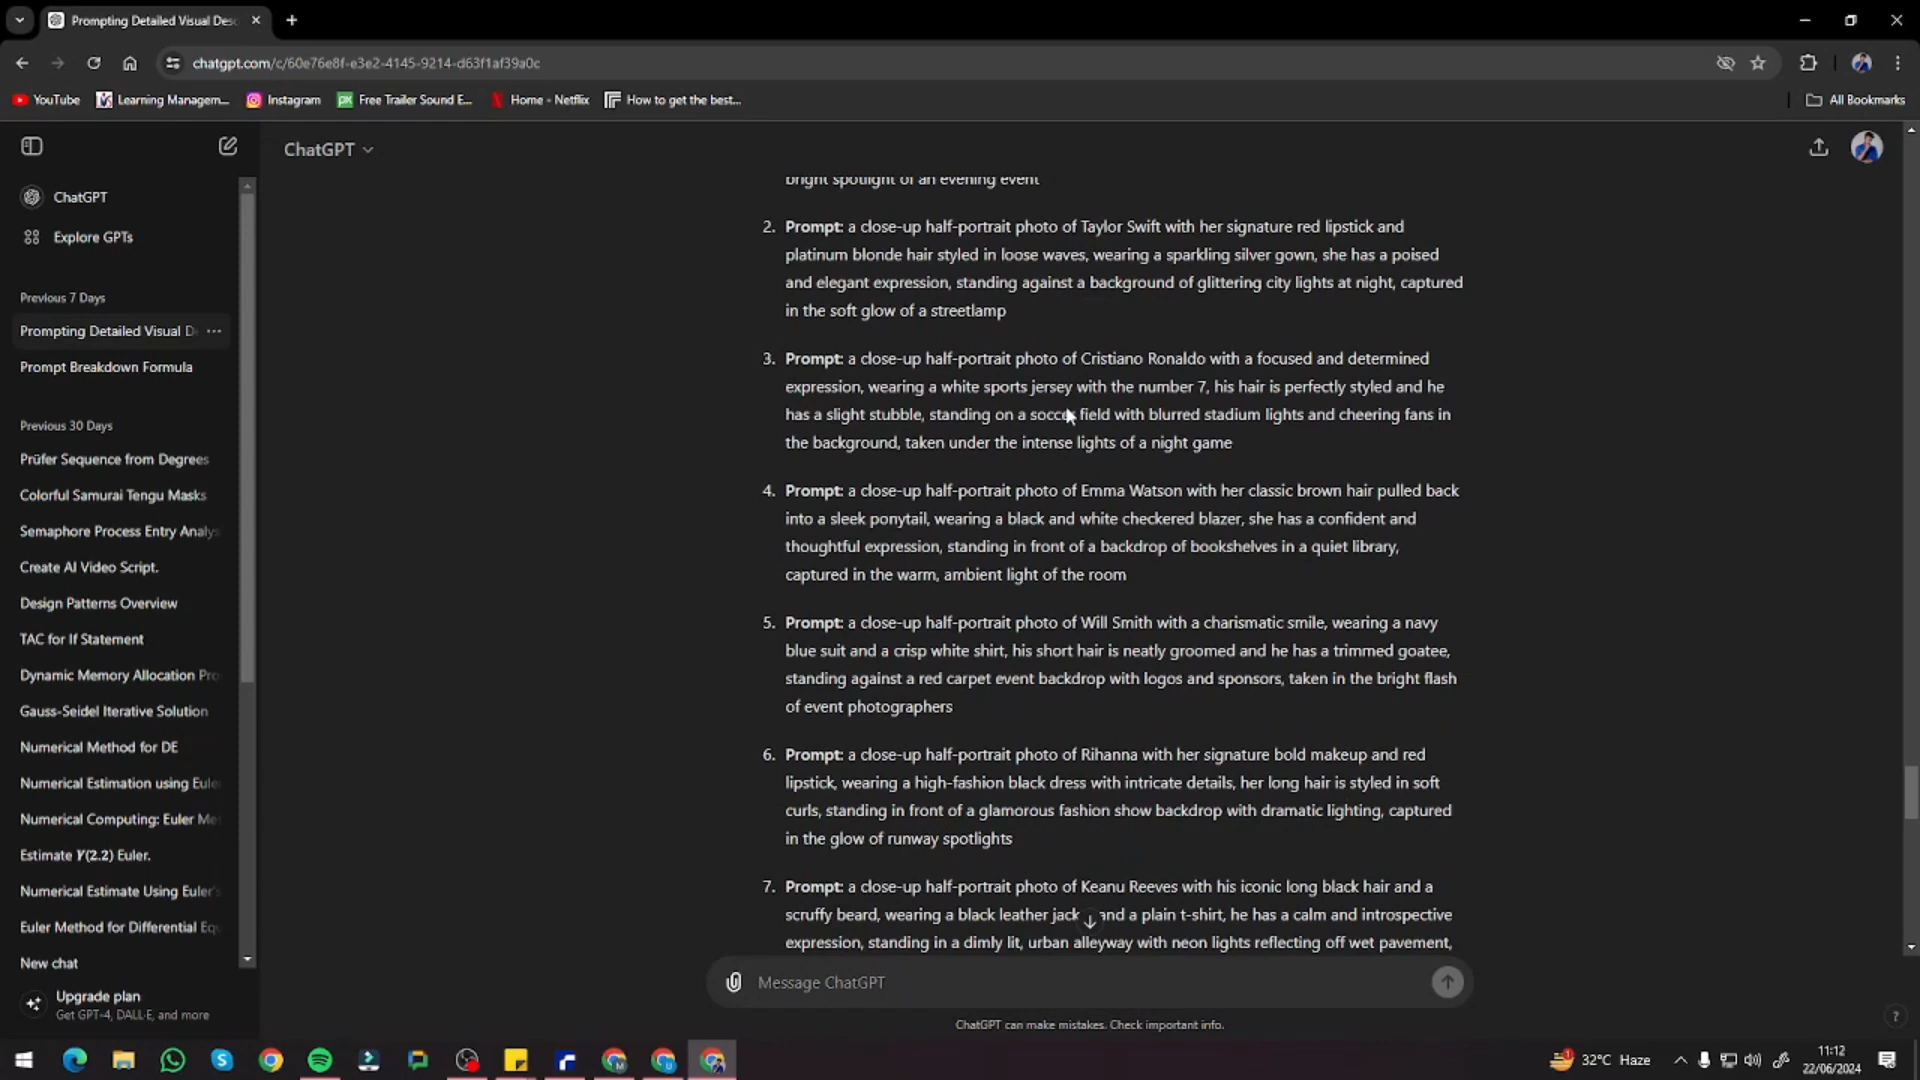 Prompting Detailed Visual Des
chatgpt.com/c/60e76e8f-e3e2-4145-9214-d63f1af39a0c
YouTube
Learning Managem...
Instagram
Free Trailer Sound E...
Home - Netflix
How to get the best...
All Bookmarks
ChatGPT
Explore GPTs
Previous 7 Days
Prompting Detailed Visual D
Prompt Breakdown Formula
Previous 30 Days
Prüfer Sequence from Degrees
Colorful Samurai Tengu Masks
Semaphore Process Entry Analys
Create AI Video Script.
Design Patterns Overview
TAC for If Statement
Dynamic Memory Allocation Pro
Gauss-Seidel Iterative Solution
Numerical Method for DE
Numerical Estimation using Eule
Numerical Computing: Euler Me
Estimate Y(2.2) Euler.
Numerical Estimate Using Euler's
Euler Method for Differential Eq
New chat
Upgrade plan
Get GPT-4, DALL·E, and more
ChatGPT
bright spotlight of an evening event
2. Prompt: a close-up half-portrait photo of Taylor Swift with her signature red lipstick and
platinum blonde hair styled in loose waves, wearing a sparkling silver gown, she has a poised
and elegant expression, standing against a background of glittering city lights at night, captured
in the soft glow of a streetlamp
3. Prompt: a close-up half-portrait photo of Cristiano Ronaldo with a focused and determined
expression, wearing a white sports jersey with the number 7, his hair is perfectly styled and he
has a slight stubble, standing on a soccer field with blurred stadium lights and cheering fans in
the background, taken under the intense lights of a night game
4. Prompt: a close-up half-portrait photo of Emma Watson with her classic brown hair pulled back
into a sleek ponytail, wearing a black and white checkered blazer, she has a confident and
thoughtful expression, standing in front of a backdrop of bookshelves in a quiet library,
captured in the warm, ambient light of the room
5. Prompt: a close-up half-portrait photo of Will Smith with a charismatic smile, wearing a navy
blue suit and a crisp white shirt, his short hair is neatly groomed and he has a trimmed goatee,
standing against a red carpet event backdrop with logos and sponsors, taken in the bright flash
of event photographers
6. Prompt: a close-up half-portrait photo of Rihanna with her signature bold makeup and red
lipstick, wearing a high-fashion black dress with intricate details, her long hair is styled in soft
curls, standing in front of a glamorous fashion show backdrop with dramatic lighting, captured
in the glow of runway spotlights
7. Prompt: a close-up half-portrait photo of Keanu Reeves with his iconic long black hair and a
scruffy beard, wearing a black leather jack and a plain t-shirt, he has a calm and introspective
expression, standing in a dimly lit, urban alleyway with neon lights reflecting off wet pavement,
Message ChatGPT
ChatGPT can make mistakes. Check important info.
32°C Haze
11:12
22/06/2024